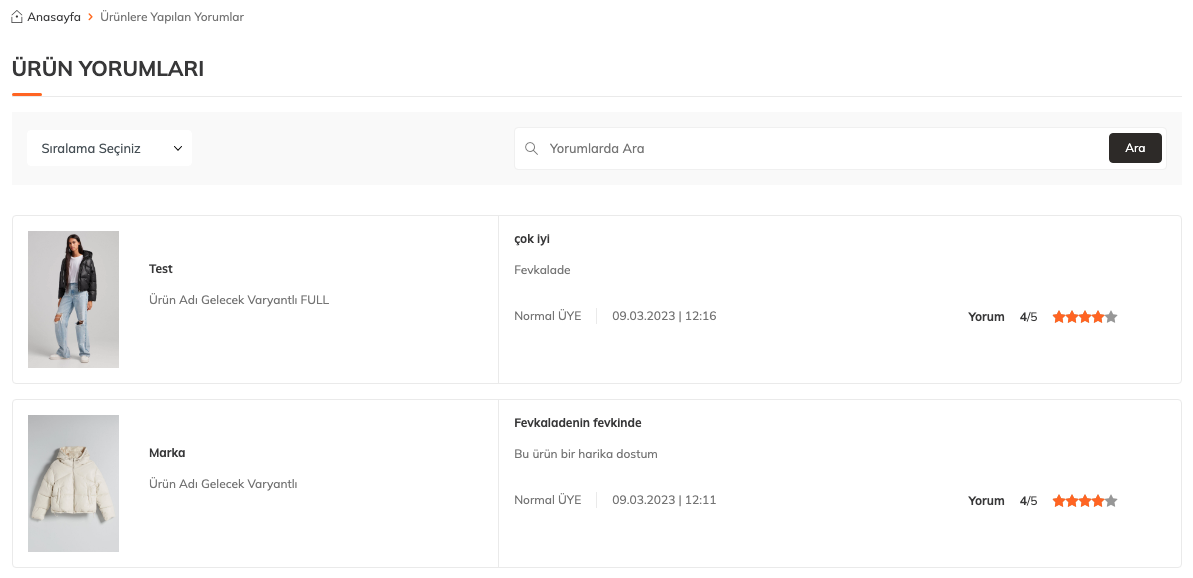 Anasayfa > Ürünlere Yapılan Yorumlar
ÜRÜN YORUMLARI
Sıralama Seçiniz
Yorumlarda Ara
Ara
Test
Ürün Adı Gelecek Varyantlı FULL
çok iyi
Fevkalade
Normal ÜYE | 09.03.2023 | 12:16
Yorum 4/5
Marka
Ürün Adı Gelecek Varyantlı
Fevkaladenin fevkinde
Bu ürün bir harika dostum
Normal ÜYE | 09.03.2023 | 12:11
Yorum 4/5